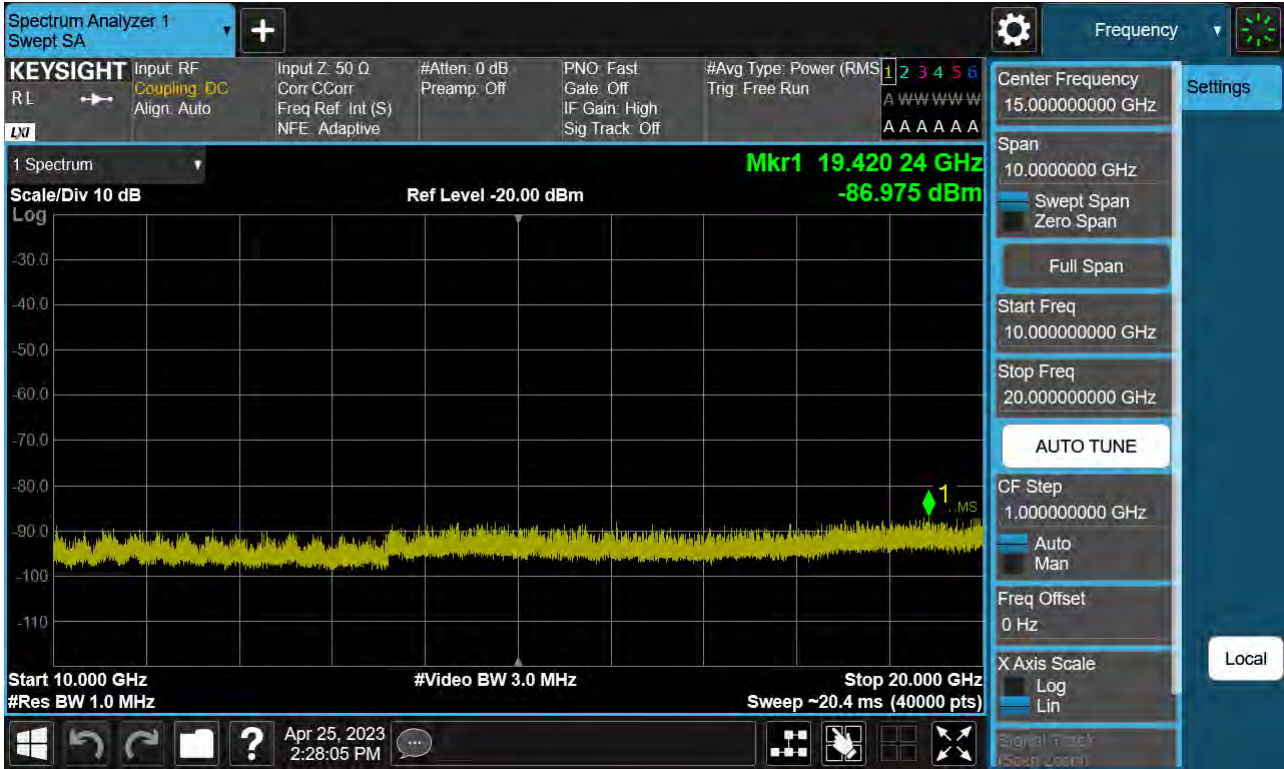 Spectrum Analyzer 1
Swept SA
+
Frequency
KEYSIGHT
RL
LXI
Input: RF
Coupling: DC
Align: Auto
Input Z: 50 Ω
Corr CCorr
Freq Ref: Int (S)
NFE: Adaptive
#Atten: 0 dB
Preamp: Off
PNO: Fast
Gate: Off
IF Gain: High
Sig Track: Off
#Avg Type: Power (RMS
Trig: Free Run
1 2 3 4 5 6
A W W W W W
A A A A A A
1 Spectrum
Mkr1 19.420 24 GHz
Scale/Div 10 dB
Ref Level -20.00 dBm
-86.975 dBm
Log
-30.0
-40.0
-50.0
-60.0
-70.0
-80.0
-90.0
-100
-110
1
Start 10.000 GHz
#Video BW 3.0 MHz
Stop 20.000 GHz
#Res BW 1.0 MHz
Sweep ~20.4 ms (40000 pts)
Center Frequency
15.000000000 GHz
Settings
Span
10.0000000 GHz
Swept Span
Zero Span
Full Span
Start Freq
10.000000000 GHz
Stop Freq
20.000000000 GHz
AUTO TUNE
CF Step
1.000000000 GHz
Auto
Man
Freq Offset
0 Hz
X Axis Scale
Log
Lin
Local
Signal Track
(Span Zoom)
?
Apr 25, 2023
2:28:05 PM